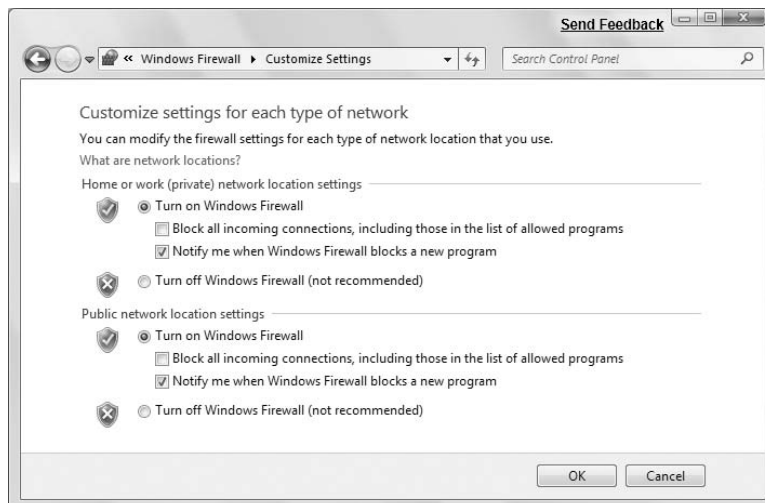 Send Feedback
« Windows Firewall ▸ Customize Settings
Search Control Panel
Customize settings for each type of network
You can modify the firewall settings for each type of network location that you use.
What are network locations?
Home or work (private) network location settings
Turn on Windows Firewall
Block all incoming connections, including those in the list of allowed programs
Notify me when Windows Firewall blocks a new program
Turn off Windows Firewall (not recommended)
Public network location settings
Turn on Windows Firewall
Block all incoming connections, including those in the list of allowed programs
Notify me when Windows Firewall blocks a new program
Turn off Windows Firewall (not recommended)
OK Cancel